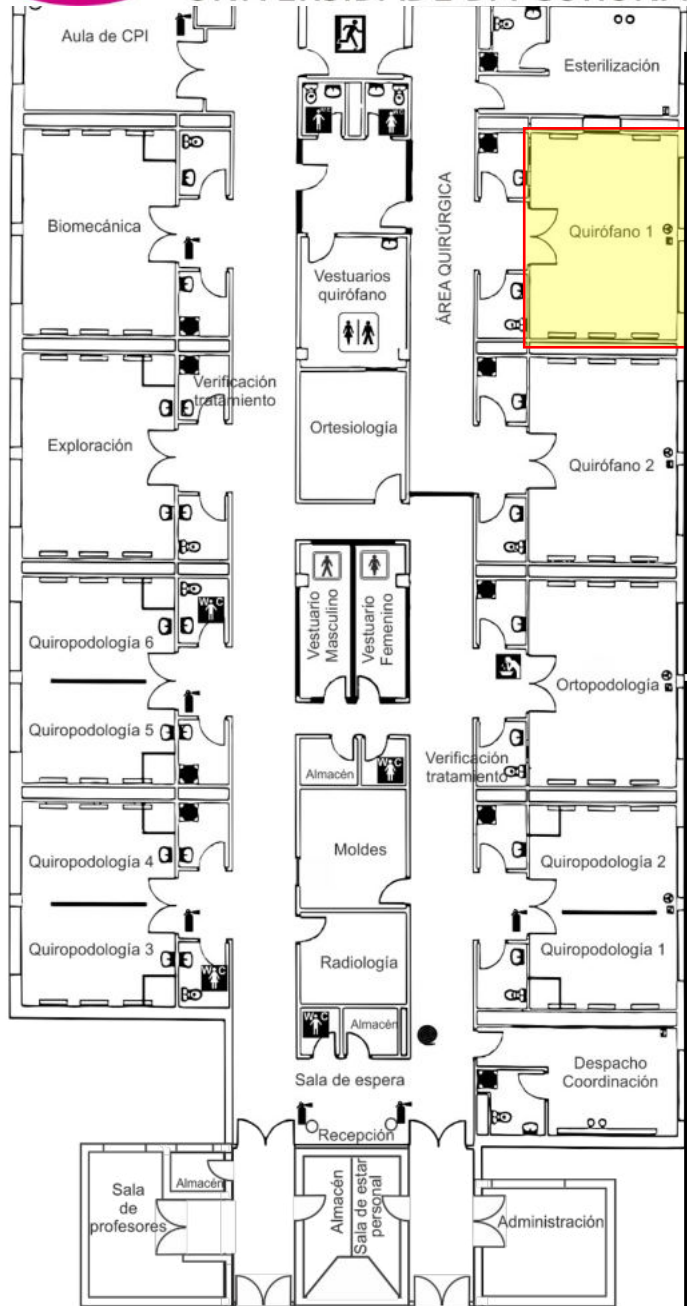 Aula de CPI
Esterilización
Biomecánica
ÁREA QUIRÚRGICA
Quirófano 1
Vestuarios
quirófano
Verificación
tratamiento
Exploración
Ortesiología
Quirófano 2
Vestuario
Masculino
Vestuario
Femenino
W C
Quiropodología 6
Quiropodología 5
Ortopodología
Almacén
W C
Verificación
tratamiento
Quiropodología 4
Moldes
Quiropodología 2
Quiropodología 3
W C
Radiología
Quiropodología 1
W C
Almacén
Sala de espera
Despacho
Coordinación
Recepción
Sala
de
profesores
Almacén
Almacén
Sala de estar
personal
Administración